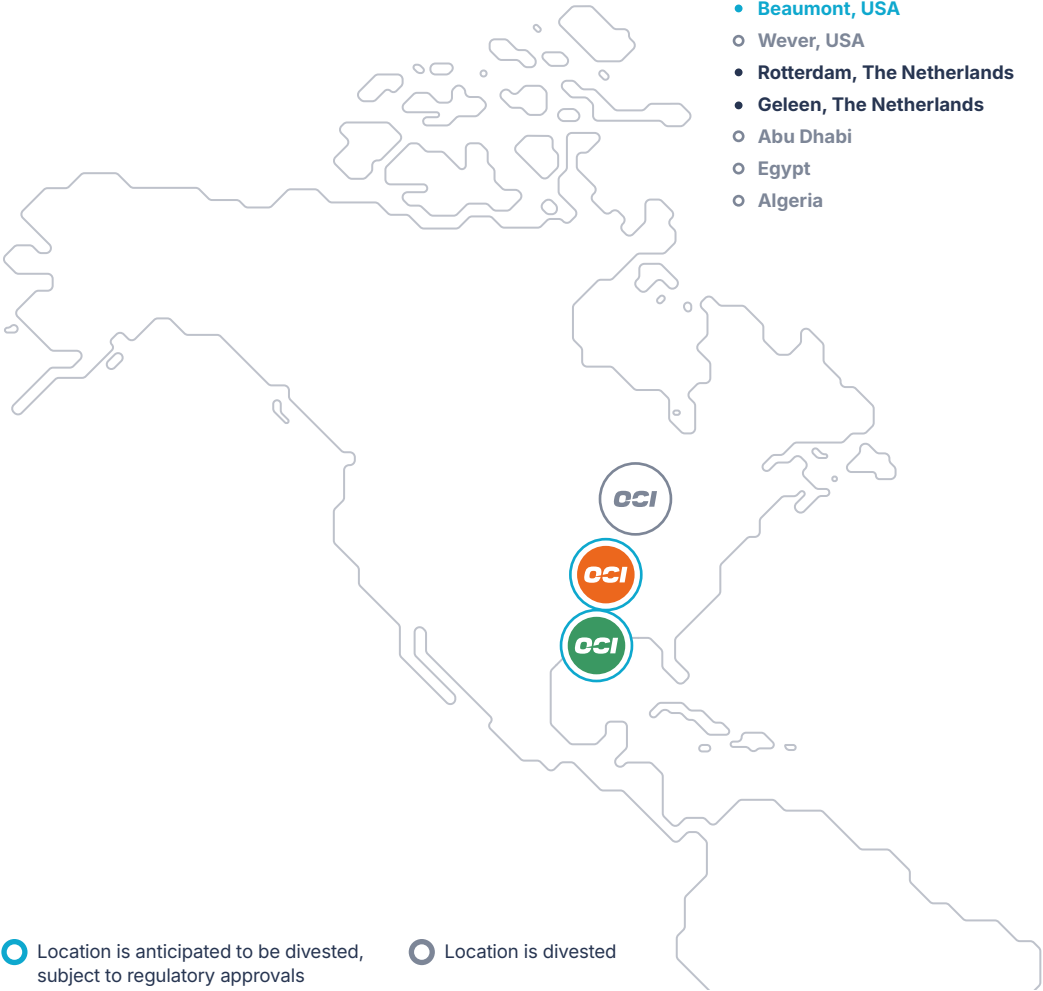 Beaumont, USA
Wever, USA
Rotterdam, The Netherlands
Geleen, The Netherlands
Abu Dhabi
Egypt
Algeria
OCI
OCI
OCI
Location is anticipated to be divested,
subject to regulatory approvals
Location is divested